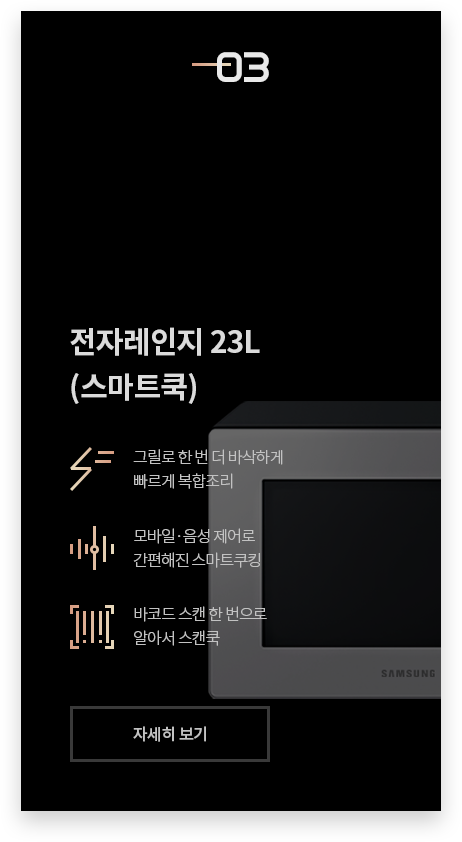 03
전자레인지 23L
(스마트쿡)
그릴로 한 번 더 바삭하게
빠르게 복합조리
모바일·음성 제어로
간편해진 스마트쿠킹
바코드 스캔 한 번으로
알아서 스캔쿡
SAMSUNG
자세히 보기